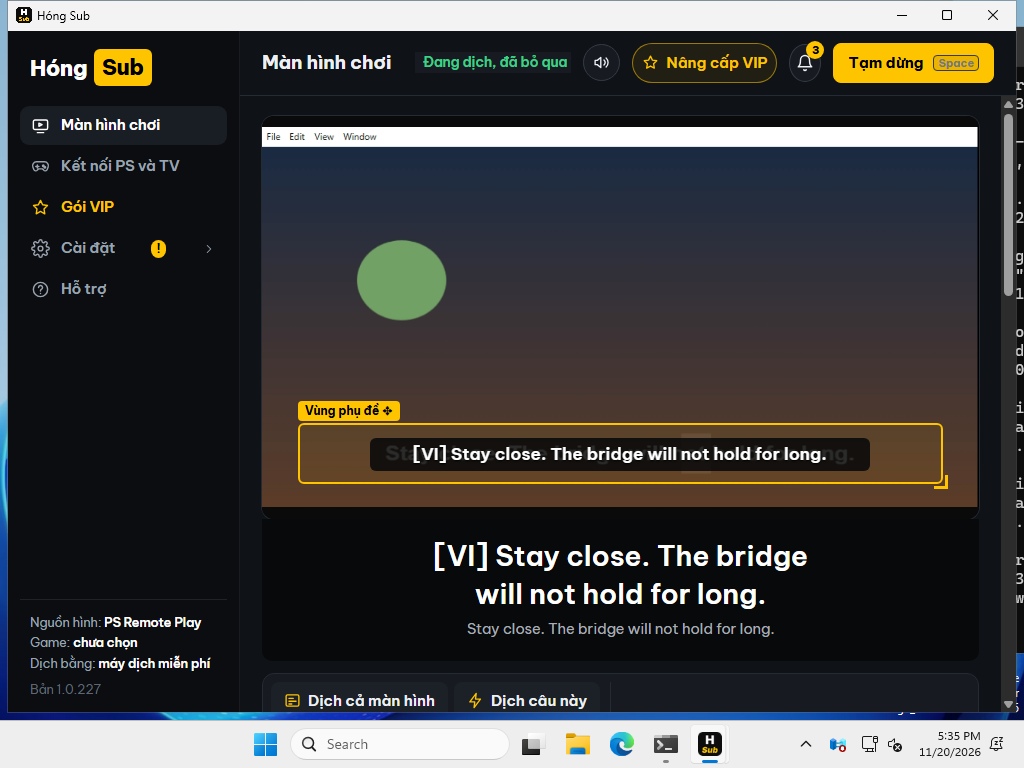 Hóng Sub
Hóng Sub
Màn hình chơi
Đang dịch, đã bỏ qua
Nâng cấp VIP
3
Tạm dừng Space
Màn hình chơi
Kết nối PS và TV
Gói VIP
Cài đặt !
Hỗ trợ
File Edit View Window
Vùng phụ đề
[VI] Stay close. The bridge will not hold for long.
[VI] Stay close. The bridge
will not hold for long.
Stay close. The bridge will not hold for long.
Dịch cả màn hình
Dịch câu này
Nguồn hình: PS Remote Play
Game: chưa chọn
Dịch bằng: máy dịch miễn phí
Bản 1.0.227
Search
5:35 PM
11/20/2026